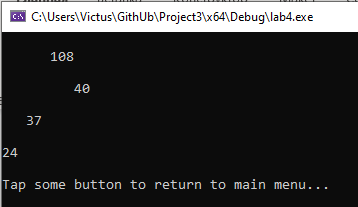 C:\Users\Victus\GithUb\Project3\x64\Debug\lab4.exe
108
40
37
24
Tap some button to return to main menu...